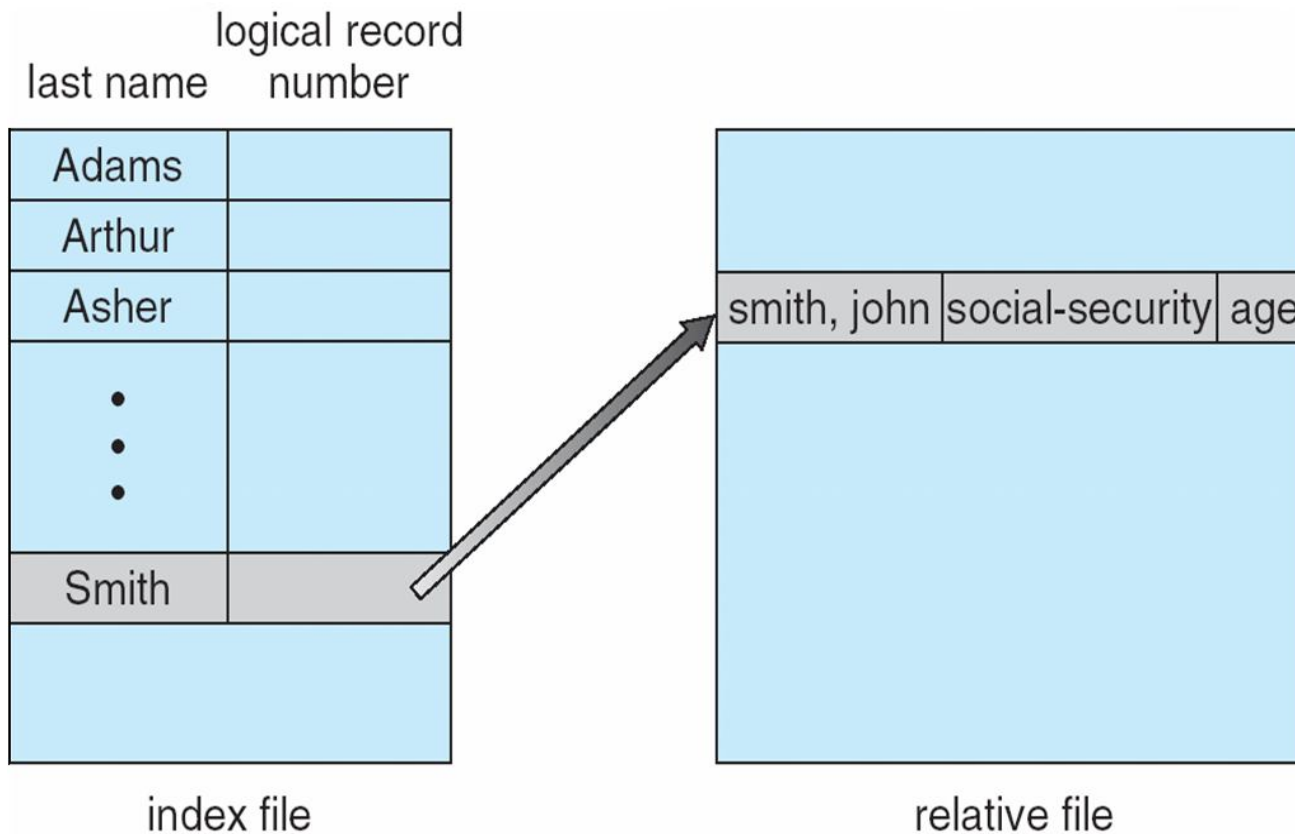 logical record
last name number
Adams
Arthur
Asher
Smith
smith, john social-security age
index file relative file